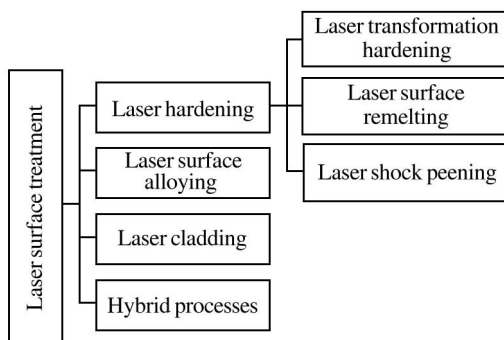 Laser surface treatment
Laser hardening
Laser surface
alloying
Laser cladding
Hybrid processes
Laser transformation
hardening
Laser surface
remelting
Laser shock peening